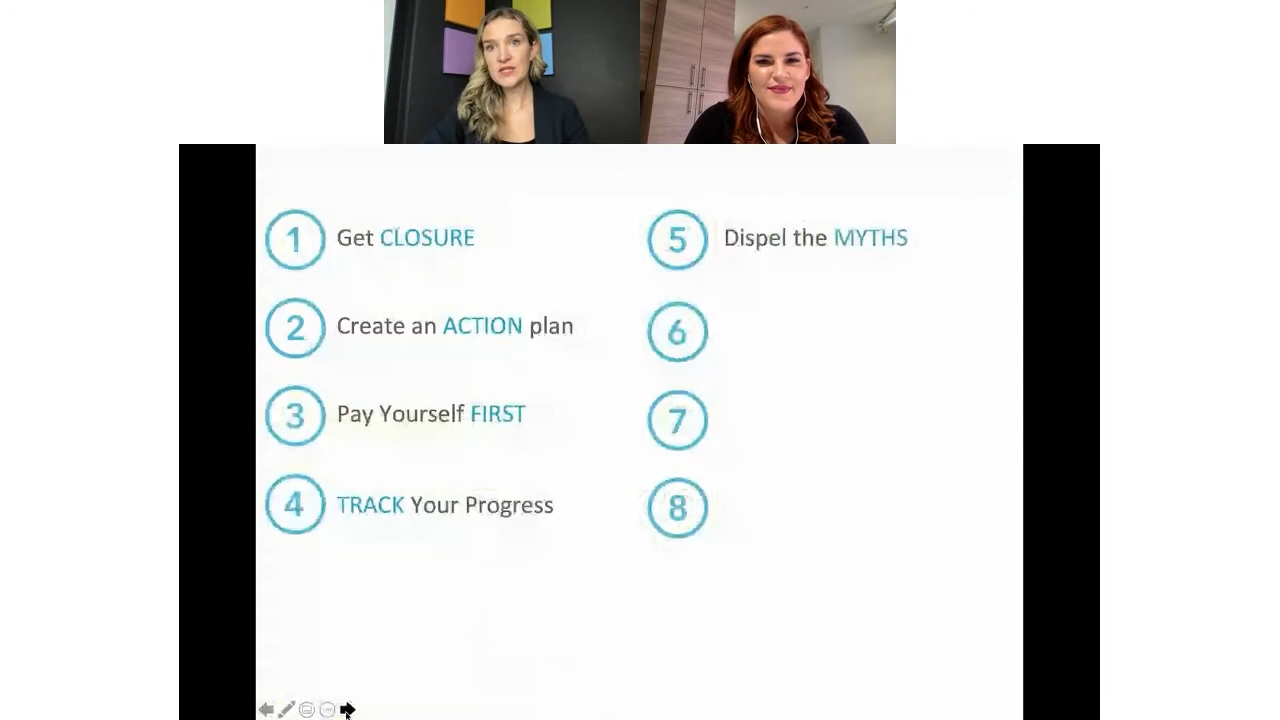 1 Get CLOSURE
2 Create an ACTION plan
3 Pay Yourself FIRST
4 TRACK Your Progress
5 Dispel the MYTHS
6
7
8